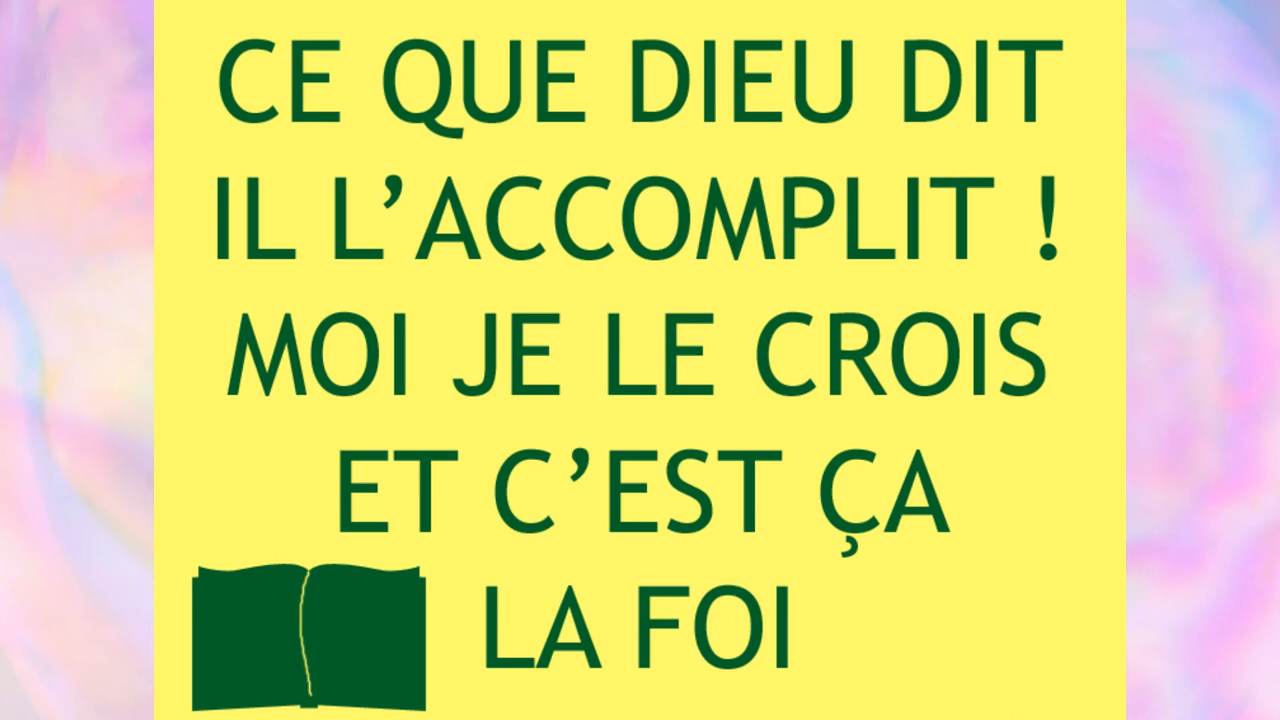 CE QUE DIEU DIT
IL L’ACCOMPLIT !
MOI JE LE CROIS
ET C’EST ÇA
LA FOI